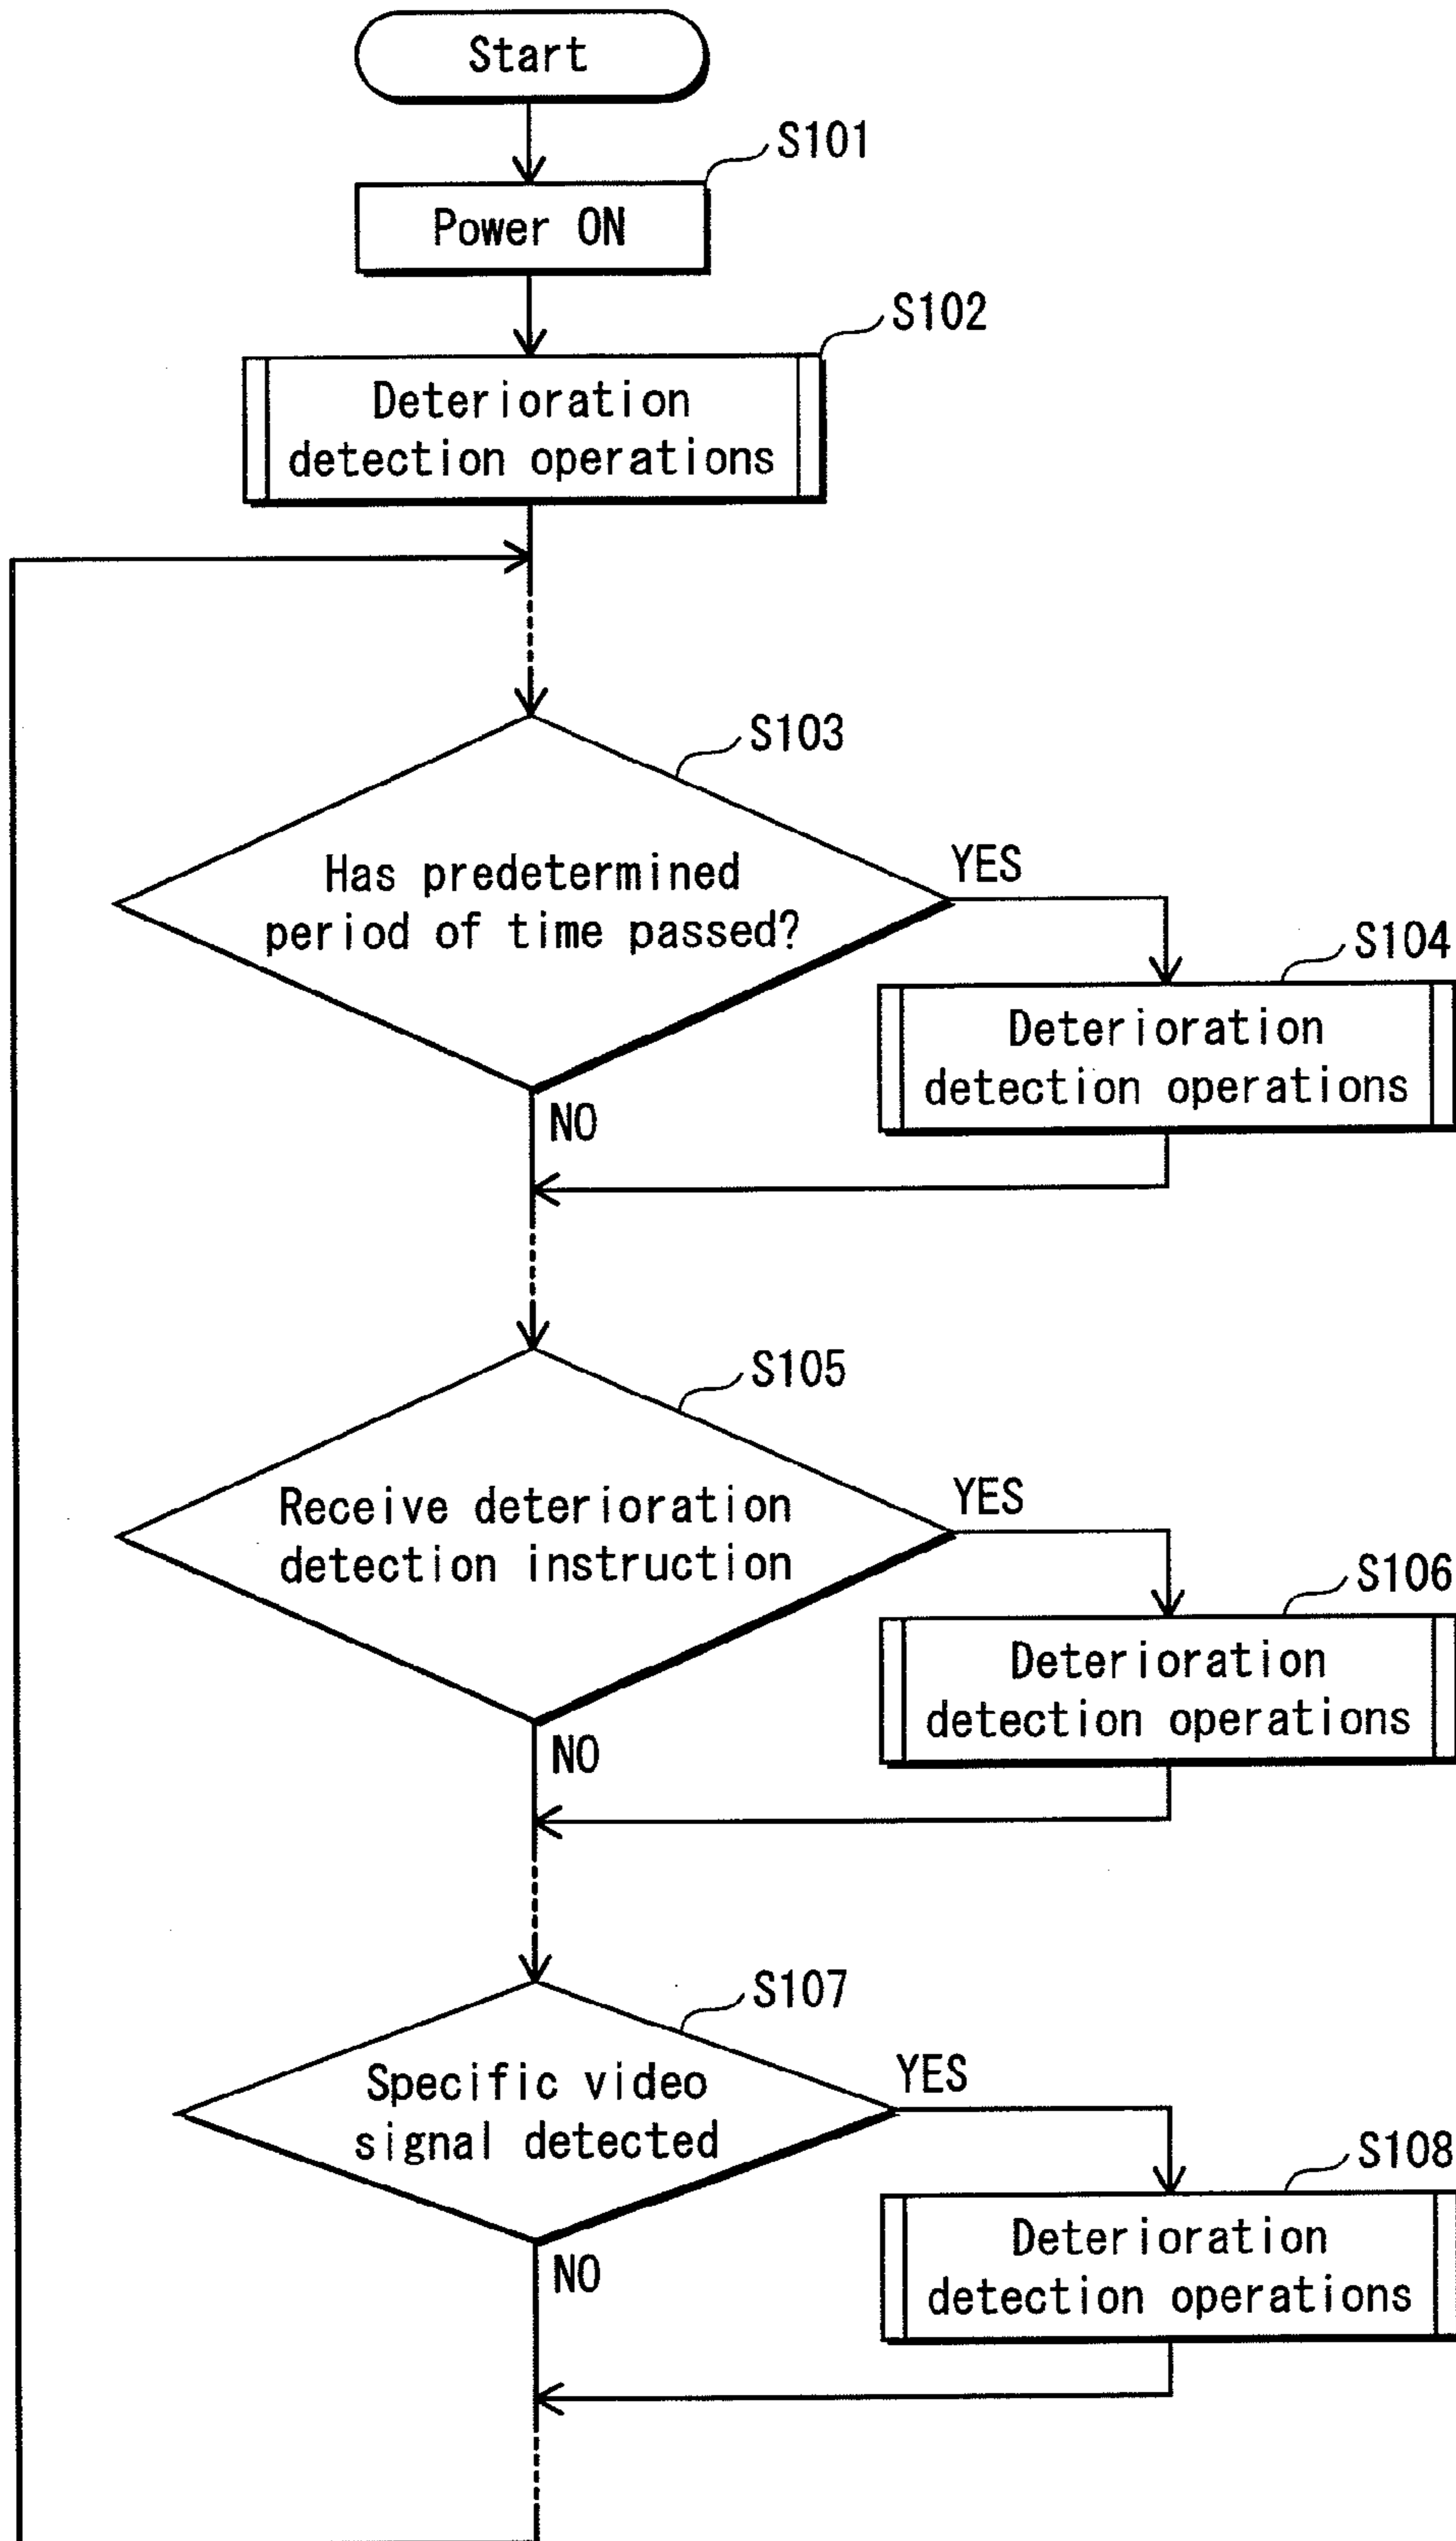 Start
S101
Power ON
S102
Deterioration
detection operations
S103
Has predetermined
period of time passed?
YES
S104
Deterioration
detection operations
NO
S105
Receive deterioration
detection instruction
YES
S106
Deterioration
detection operations
NO
S107
Specific video
signal detected
YES
S108
Deterioration
detection operations
NO